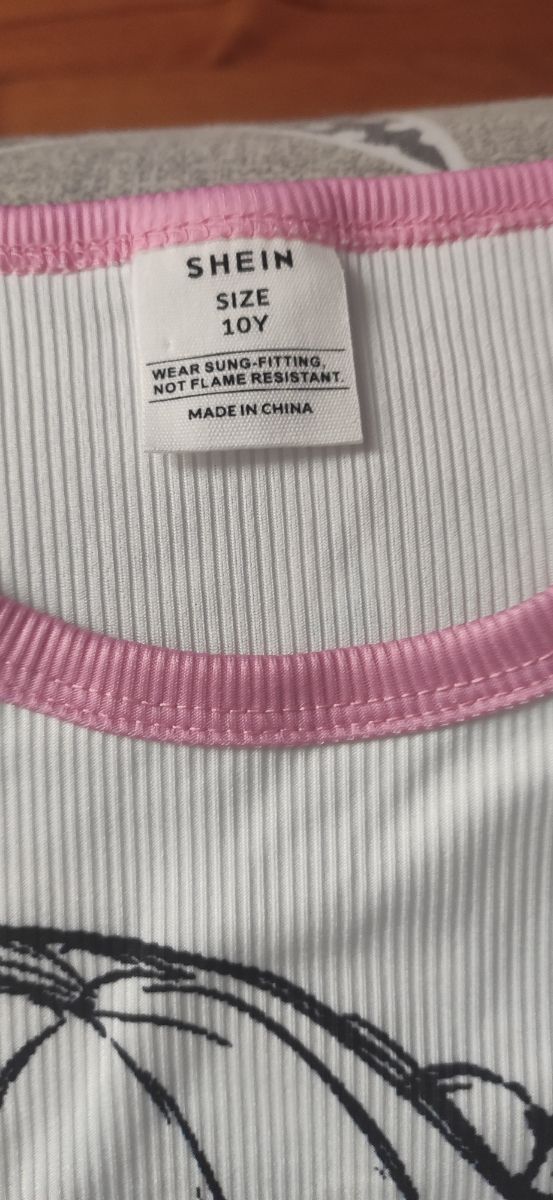 SHEIN
SIZE
10Y
WEAR SUNG-FITTING,
NOT FLAME RESISTANT.
MADE IN CHINA